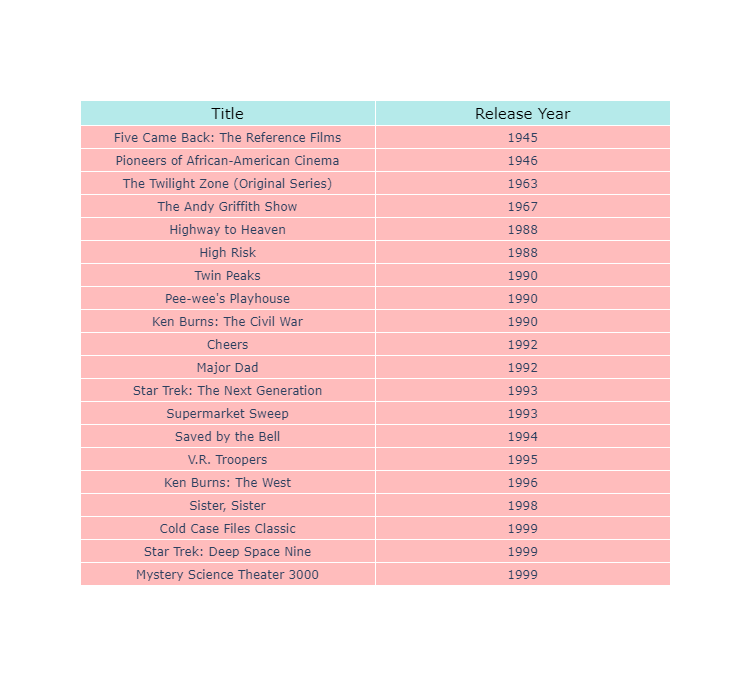 Title Release Year
Five Came Back: The Reference Films 1945
Pioneers of African-American Cinema 1946
The Twilight Zone (Original Series) 1963
The Andy Griffith Show 1967
Highway to Heaven 1988
High Risk 1988
Twin Peaks 1990
Pee-wee's Playhouse 1990
Ken Burns: The Civil War 1990
Cheers 1992
Major Dad 1992
Star Trek: The Next Generation 1993
Supermarket Sweep 1993
Saved by the Bell 1994
V.R. Troopers 1995
Ken Burns: The West 1996
Sister, Sister 1998
Cold Case Files Classic 1999
Star Trek: Deep Space Nine 1999
Mystery Science Theater 3000 1999